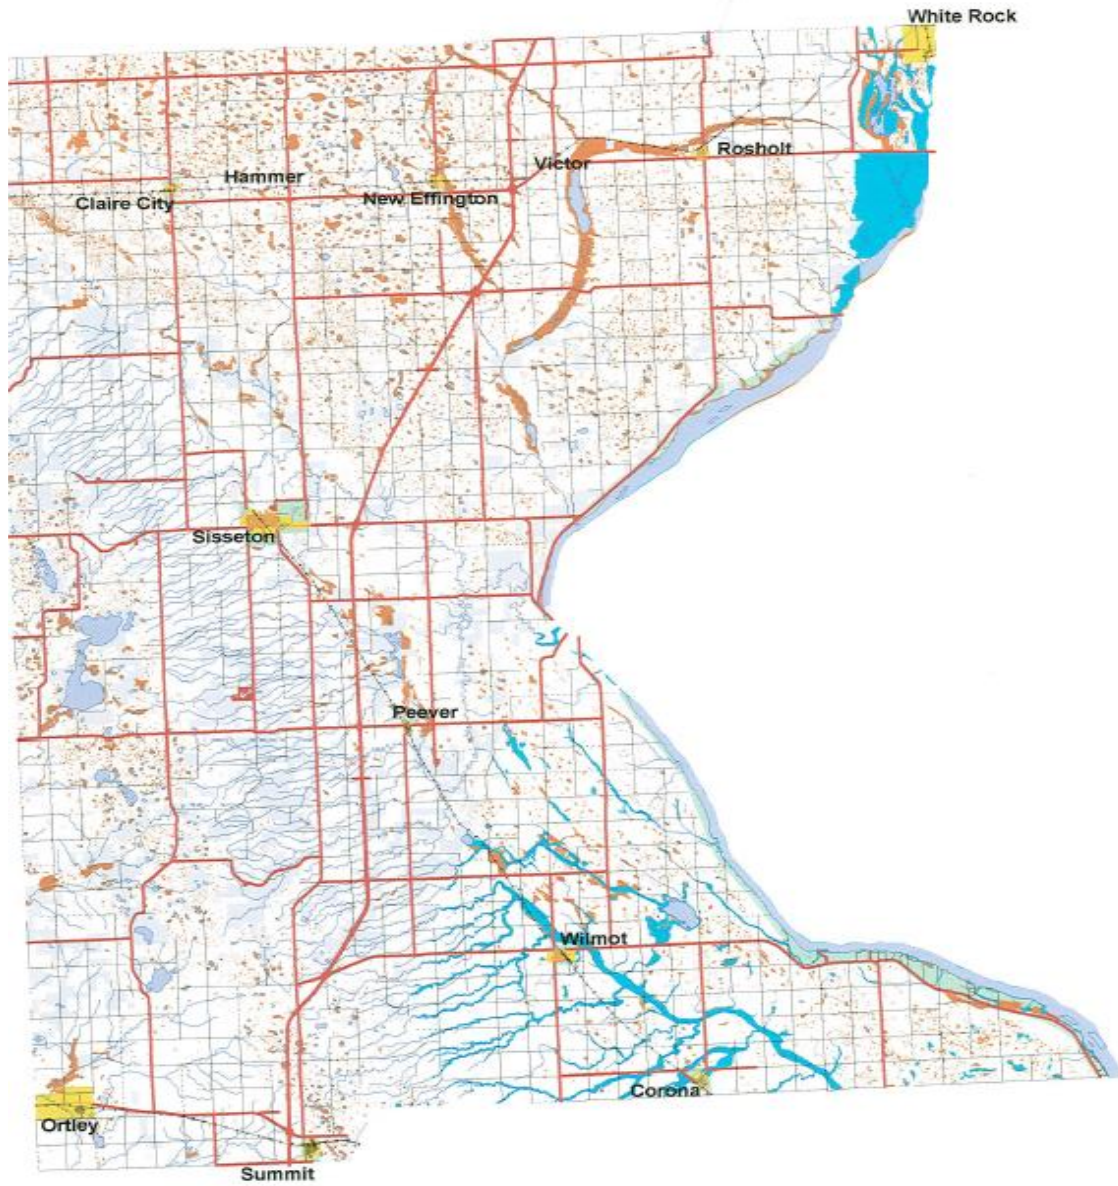 White Rock
Rosholt
Victor
Hammer
New Effington
Claire City
Sisseton
Peever
Wilmot
Corona
Ortley
Summit